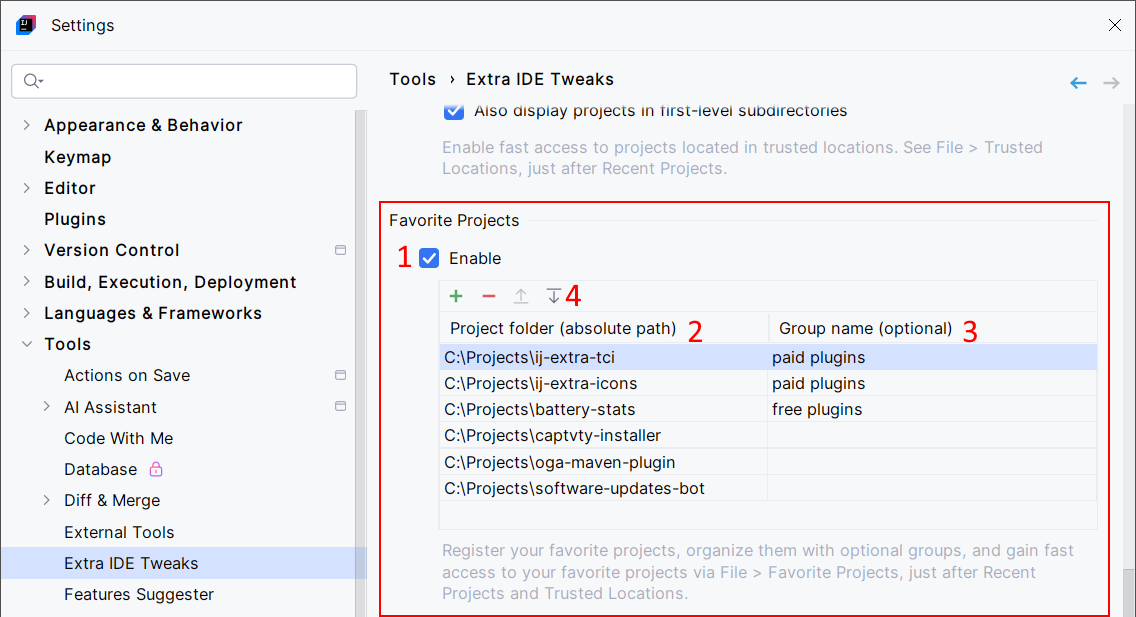 Settings
Appearance & Behavior
Keymap
Editor
Plugins
Version Control
Build, Execution, Deployment
Languages & Frameworks
Tools
Actions on Save
AI Assistant
Code With Me
Database
Diff & Merge
External Tools
Extra IDE Tweaks
Features Suggester
Tools › Extra IDE Tweaks
Also display projects in first-level subdirectories
Enable fast access to projects located in trusted locations. See File > Trusted
Locations, just after Recent Projects.
Favorite Projects
1 Enable
4
Project folder (absolute path) 2 Group name (optional) 3
C:\Projects\ij-extra-tci paid plugins
C:\Projects\ij-extra-icons paid plugins
C:\Projects\battery-stats free plugins
C:\Projects\captvty-installer
C:\Projects\oga-maven-plugin
C:\Projects\software-updates-bot
Register your favorite projects, organize them with optional groups, and gain fast
access to your favorite projects via File > Favorite Projects, just after Recent
Projects and Trusted Locations.